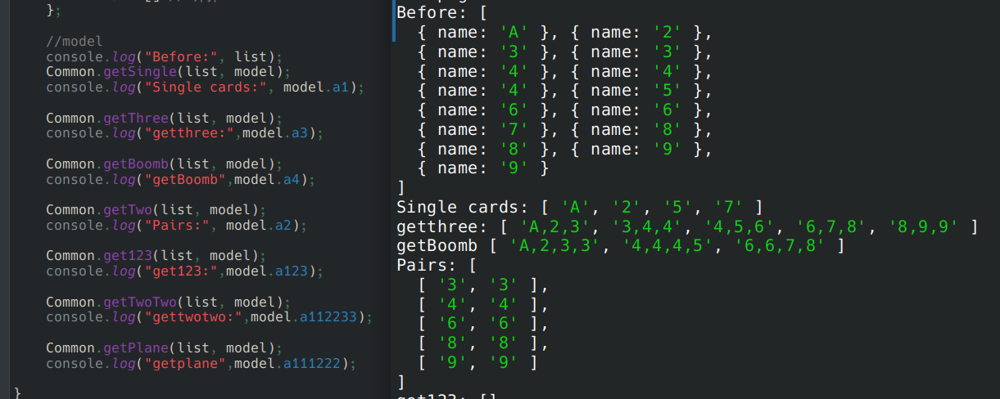 };
//model
console.log("Before:", list);
Common.getSingle(list, model);
console.log("Single cards:", model.a1);
Common.getThree(list, model);
console.log("getthree:",model.a3);
Common.getBoomb(list, model);
console.log("getBoomb",model.a4);
Common.getTwo(list, model);
console.log("Pairs:", model.a2);
Common.get123(list, model);
console.log("get123:",model.a123);
Common.getTwoTwo(list, model);
console.log("gettwotwo:",model.a112233);
Common.getPlane(list, model);
console.log("getplane",model.a111222);
}
Before: [
{ name: 'A' }, { name: '2' },
{ name: '3' }, { name: '3' },
{ name: '4' }, { name: '4' },
{ name: '4' }, { name: '5' },
{ name: '6' }, { name: '6' },
{ name: '7' }, { name: '8' },
{ name: '8' }, { name: '9' },
{ name: '9' }
]
Single cards: [ 'A', '2', '5', '7' ]
getthree: [ 'A,2,3', '3,4,4', '4,5,6', '6,7,8', '8,9,9' ]
getBoomb [ 'A,2,3,3', '4,4,4,5', '6,6,7,8' ]
Pairs: [
[ '3', '3' ],
[ '4', '4' ],
[ '6', '6' ],
[ '8', '8' ],
[ '9', '9' ]
]
get123: []